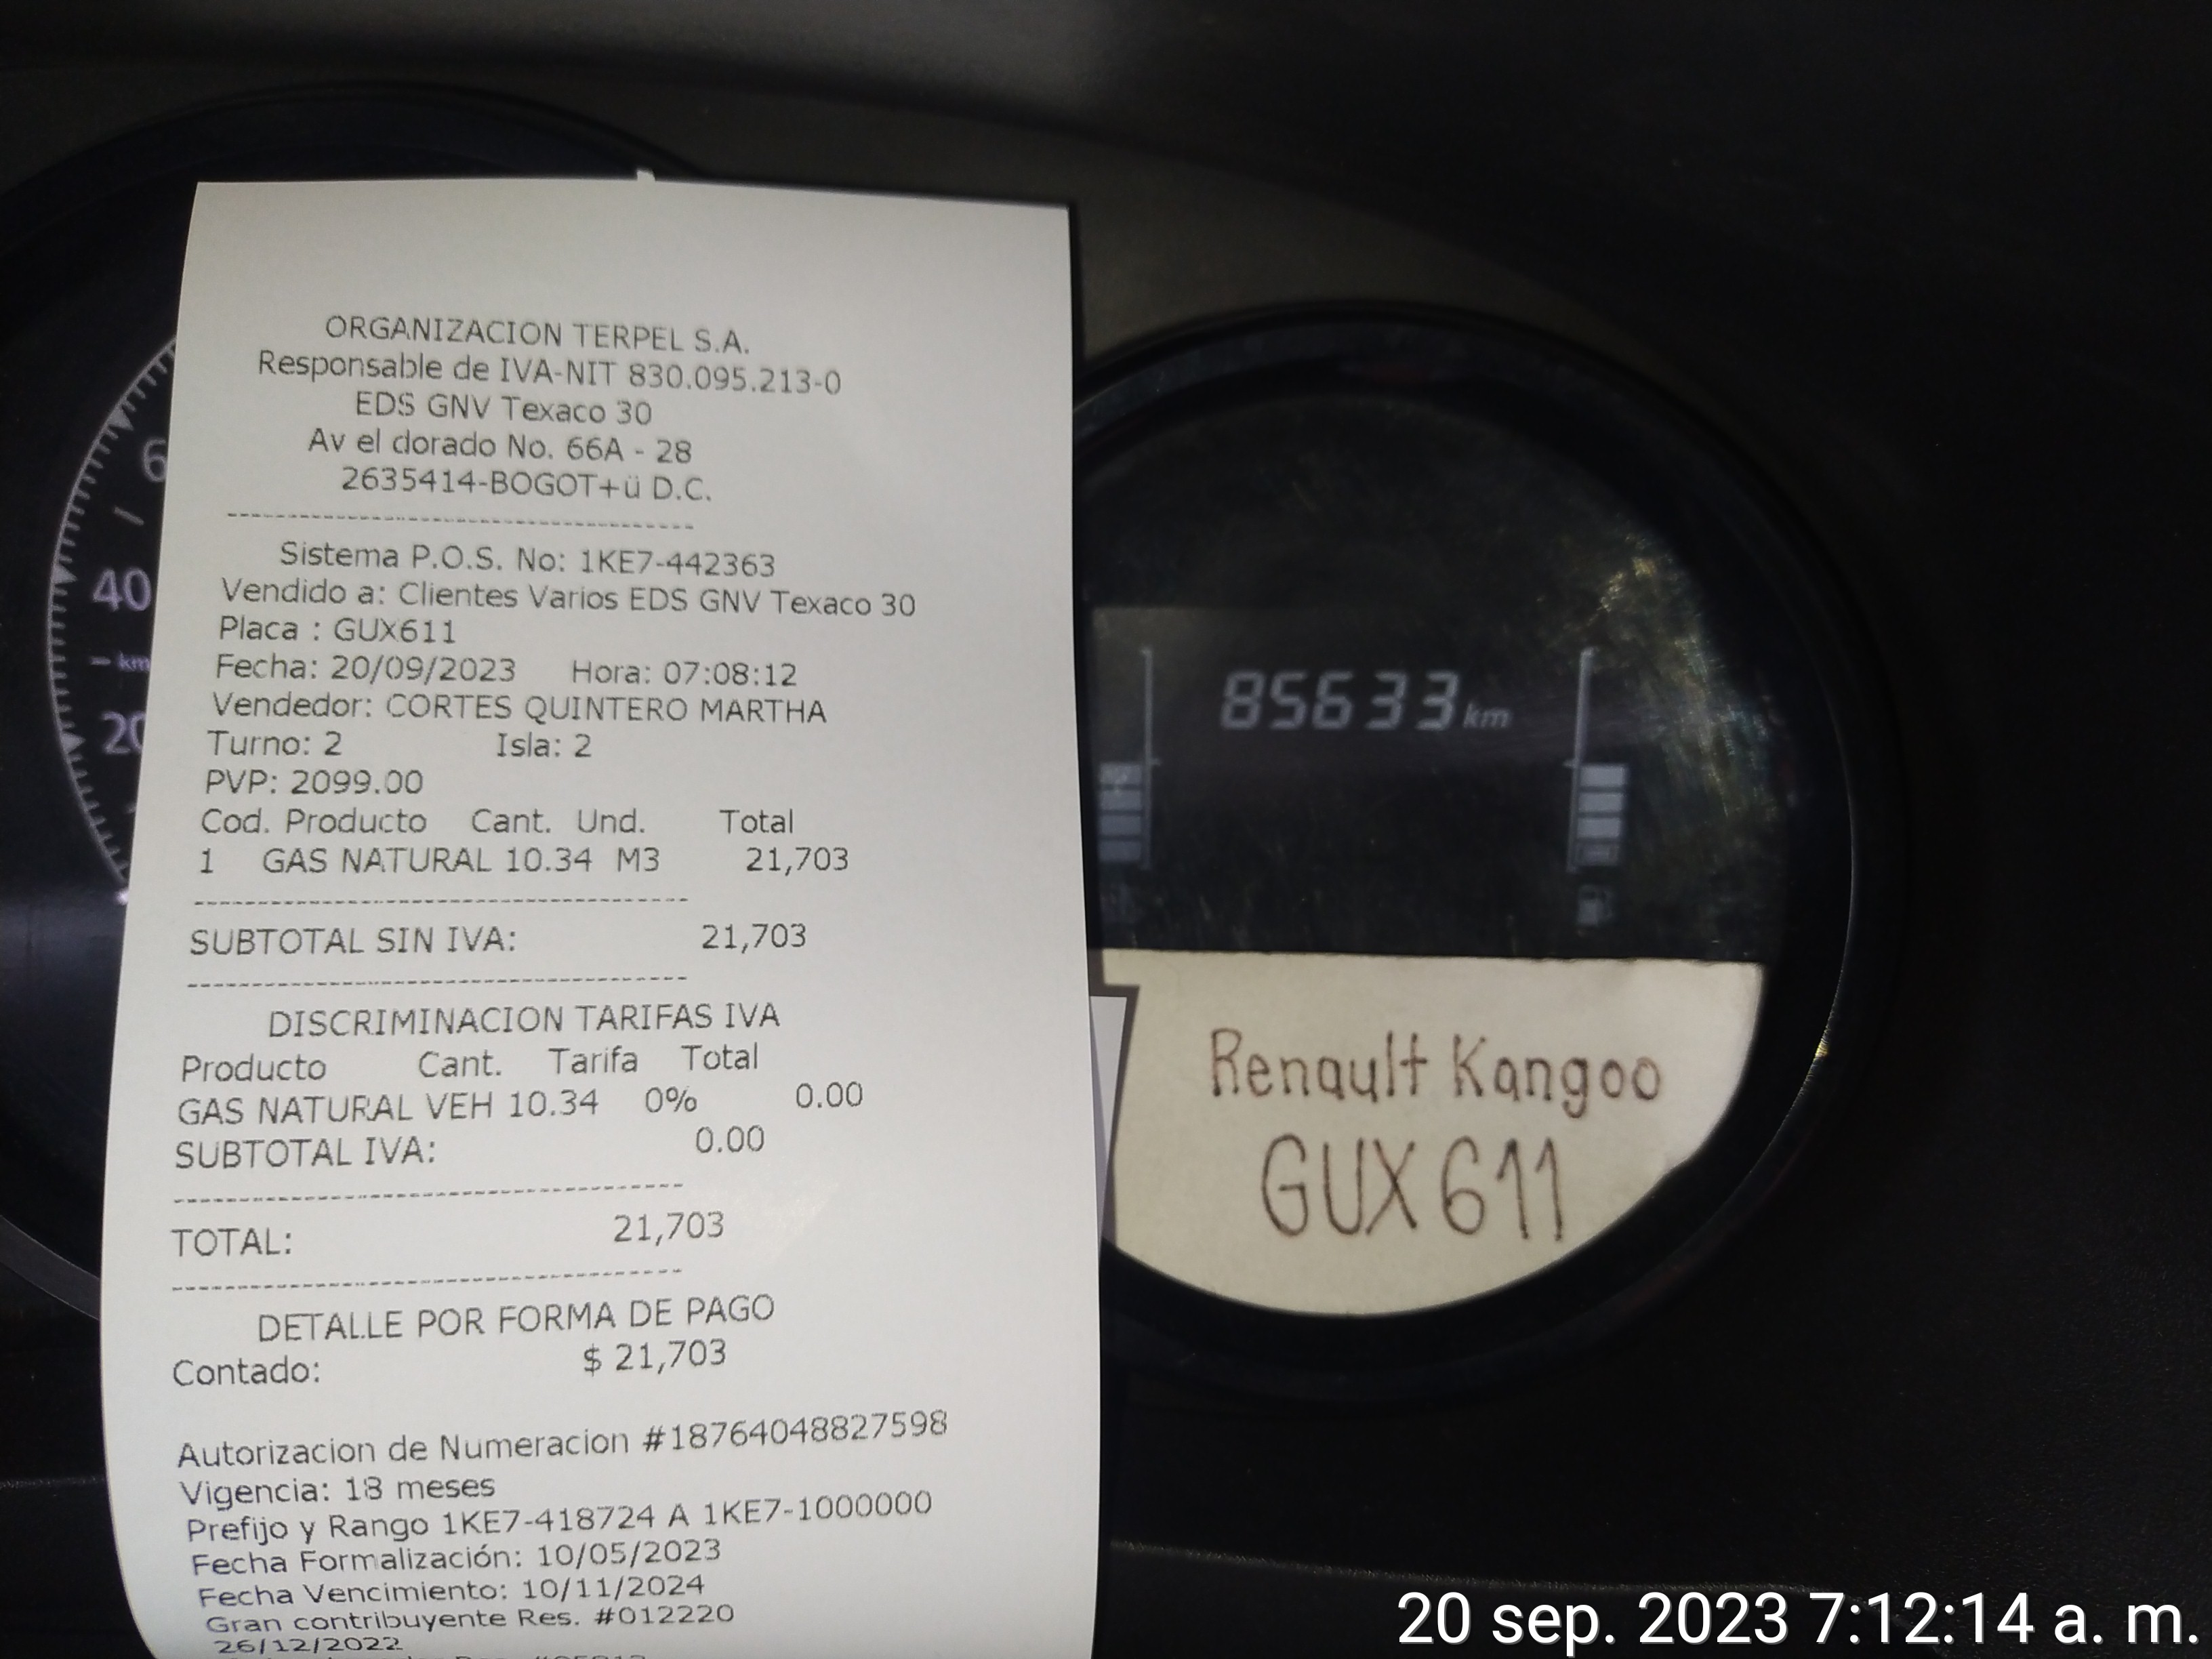 ORGANIZACION TERPEL S.A.
Responsable de IVA-NIT 830.095.213-0
EDS GNV Texaco 30
Av el dorado No. 66A - 28
2635414-BOGOT+ü D.C.
Sistema P.O.S. No: 1KE7-442363
Vendido a: Clientes Varios EDS GNV Texaco 30
Placa : GUX611
Fecha: 20/09/2023 Hora: 07:08:12
Vendedor: CORTES QUINTERO MARTHA
Turno: 2 Isla: 2
PVP: 2099.00
Cod. Producto Cant. Und. Total
1 GAS NATURAL 10.34 M3 21,703
SUBTOTAL SIN IVA: 21,703
DISCRIMINACION TARIFAS IVA
Producto Cant. Tarifa Total
GAS NATURAL VEH 10.34 0% 0.00
SUBTOTAL IVA: 0.00
TOTAL: 21,703
DETALLE POR FORMA DE PAGO
Contado: $ 21,703
Autorizacion de Numeracion #18764048827598
Vigencia: 18 meses
Prefijo y Rango 1KE7-418724 A 1KE7-1000000
Fecha Formalización: 10/05/2023
Fecha Vencimiento: 10/11/2024
Gran contribuyente Res. #012220
26/12/2022
6
40
km
20
85633 km
Renault Kangoo
GUX611
20 sep. 2023 7:12:14 a. m.